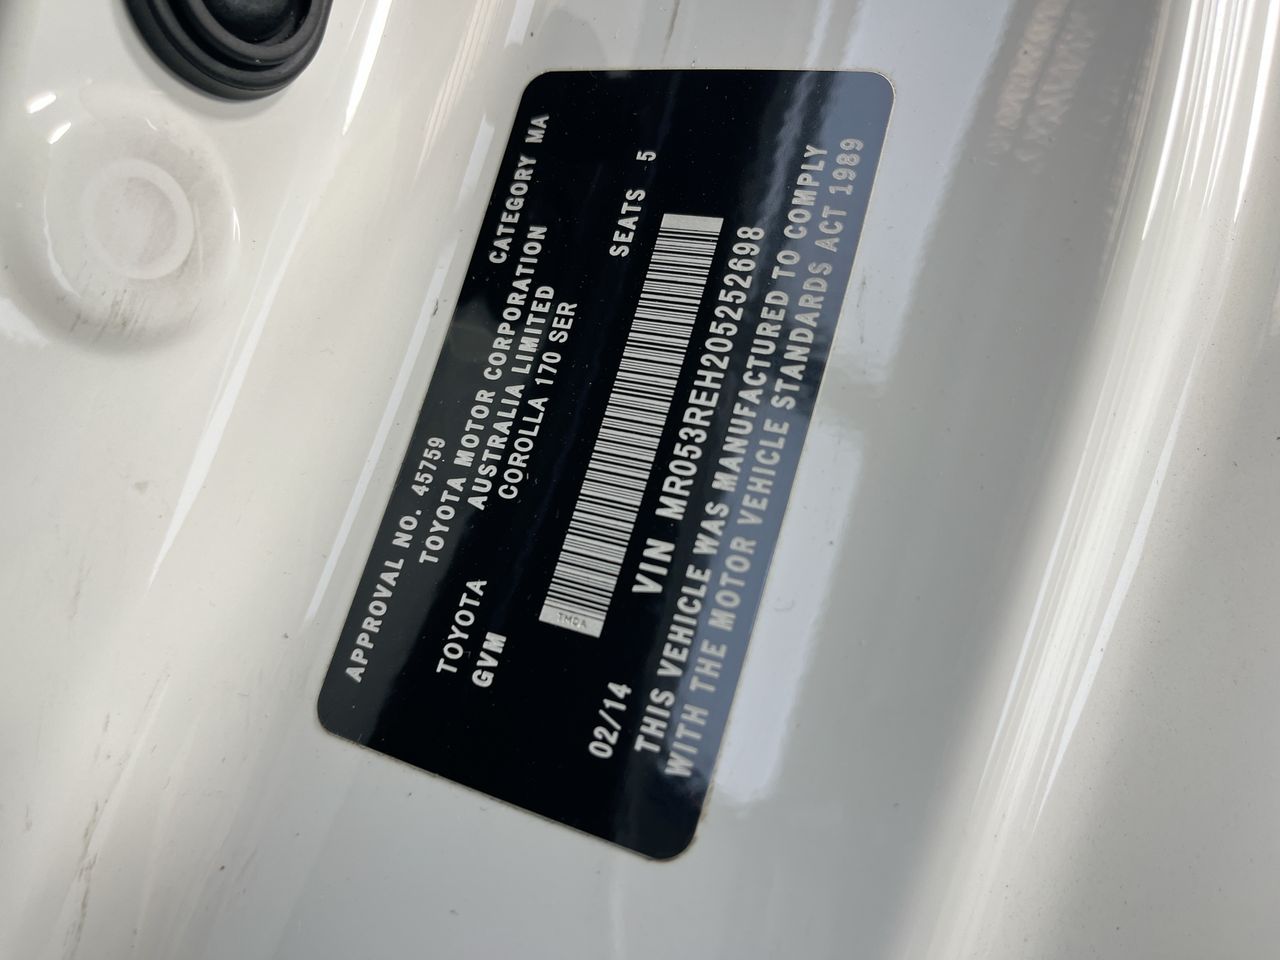 APPROVAL NO. 45759 CATEGORY MA
TOYOTA MOTOR CORPORATION
TOYOTA AUSTRALIA LIMITED
GVM COROLLA 170 SER
SEATS 5
TMCA
02/14 VIN MR053REH205252698
THIS VEHICLE WAS MANUFACTURED TO COMPLY
WITH THE MOTOR VEHICLE STANDARDS ACT 1989